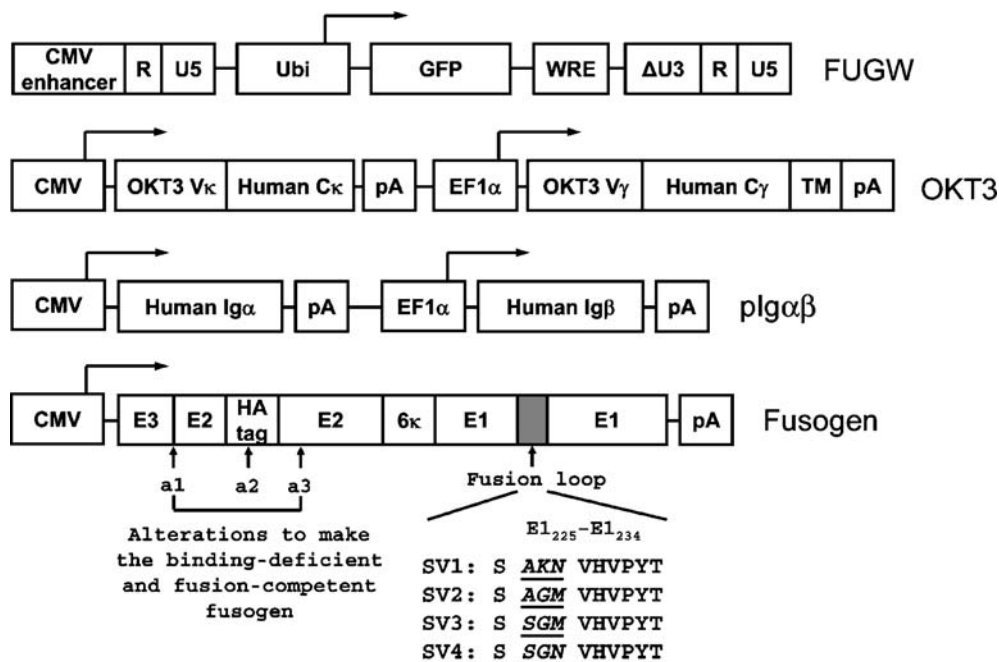 CMV enhancer R U5 Ubi GFP WRE ΔU3 R U5 FUGW
CMV OKT3 Vκ Human Cκ pA EF1α OKT3 Vγ Human Cγ TM pA OKT3
CMV Human Igα pA EF1α Human Igβ pA pIgαβ
CMV E3 E2 HA tag E2 6κ E1 E1 pA Fusogen
a1 a2 a3 Fusion loop
Alterations to make
the binding-deficient
and fusion-competent
fusogen
E1225-E1234
SV1: S AKN VHVPYT
SV2: S AGM VHVPYT
SV3: S SGM VHVPYT
SV4: S SGN VHVPYT